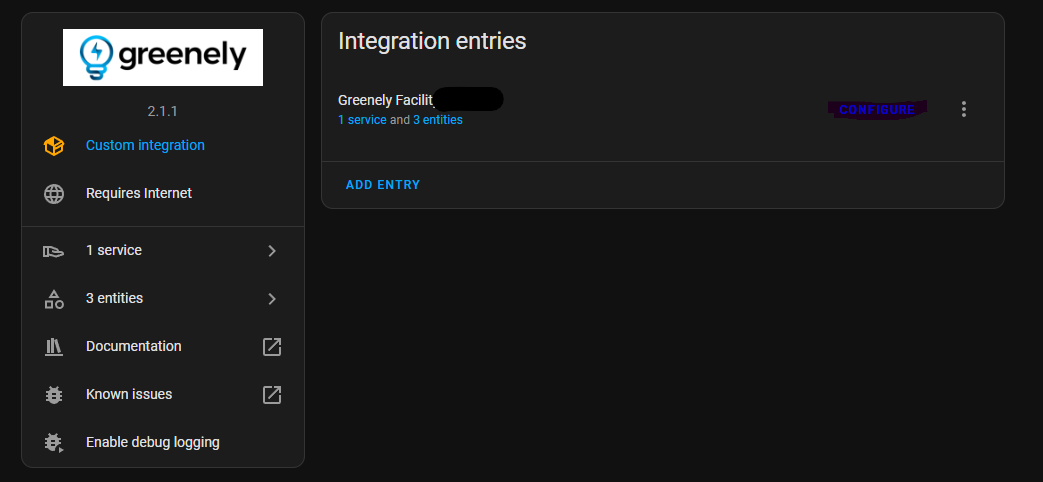 greenely
2.1.1
Custom integration
Requires Internet
1 service
3 entities
Documentation
Known issues
Enable debug logging
Integration entries
Greenely Facilit
1 service and 3 entities
CONFIGURE
ADD ENTRY